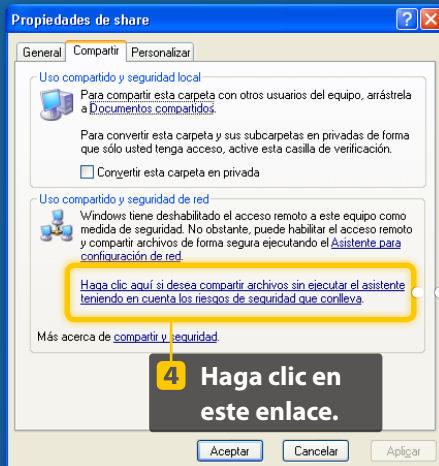 Propiedades de share
General Compartir Personalizar
Uso compartido y seguridad local
Para compartir esta carpeta con otros usuarios del equipo, arrástrela
a Documentos compartidos.
Para convertir esta carpeta y sus subcarpetas en privadas de forma
que sólo usted tenga acceso, active esta casilla de verificación.
Convertir esta carpeta en privada
Uso compartido y seguridad de red
Windows tiene deshabilitado el acceso remoto a este equipo como
medida de seguridad. No obstante, puede habilitar el acceso remoto
y compartir archivos de forma segura ejecutando el Asistente para
configuración de red.
Haga clic aquí si desea compartir archivos sin ejecutar el asistente
teniendo en cuenta los riesgos de seguridad que conlleva.
Más acerca de compartir y seguridad.
4 Haga clic en
este enlace.
Aceptar Cancelar Aplicar